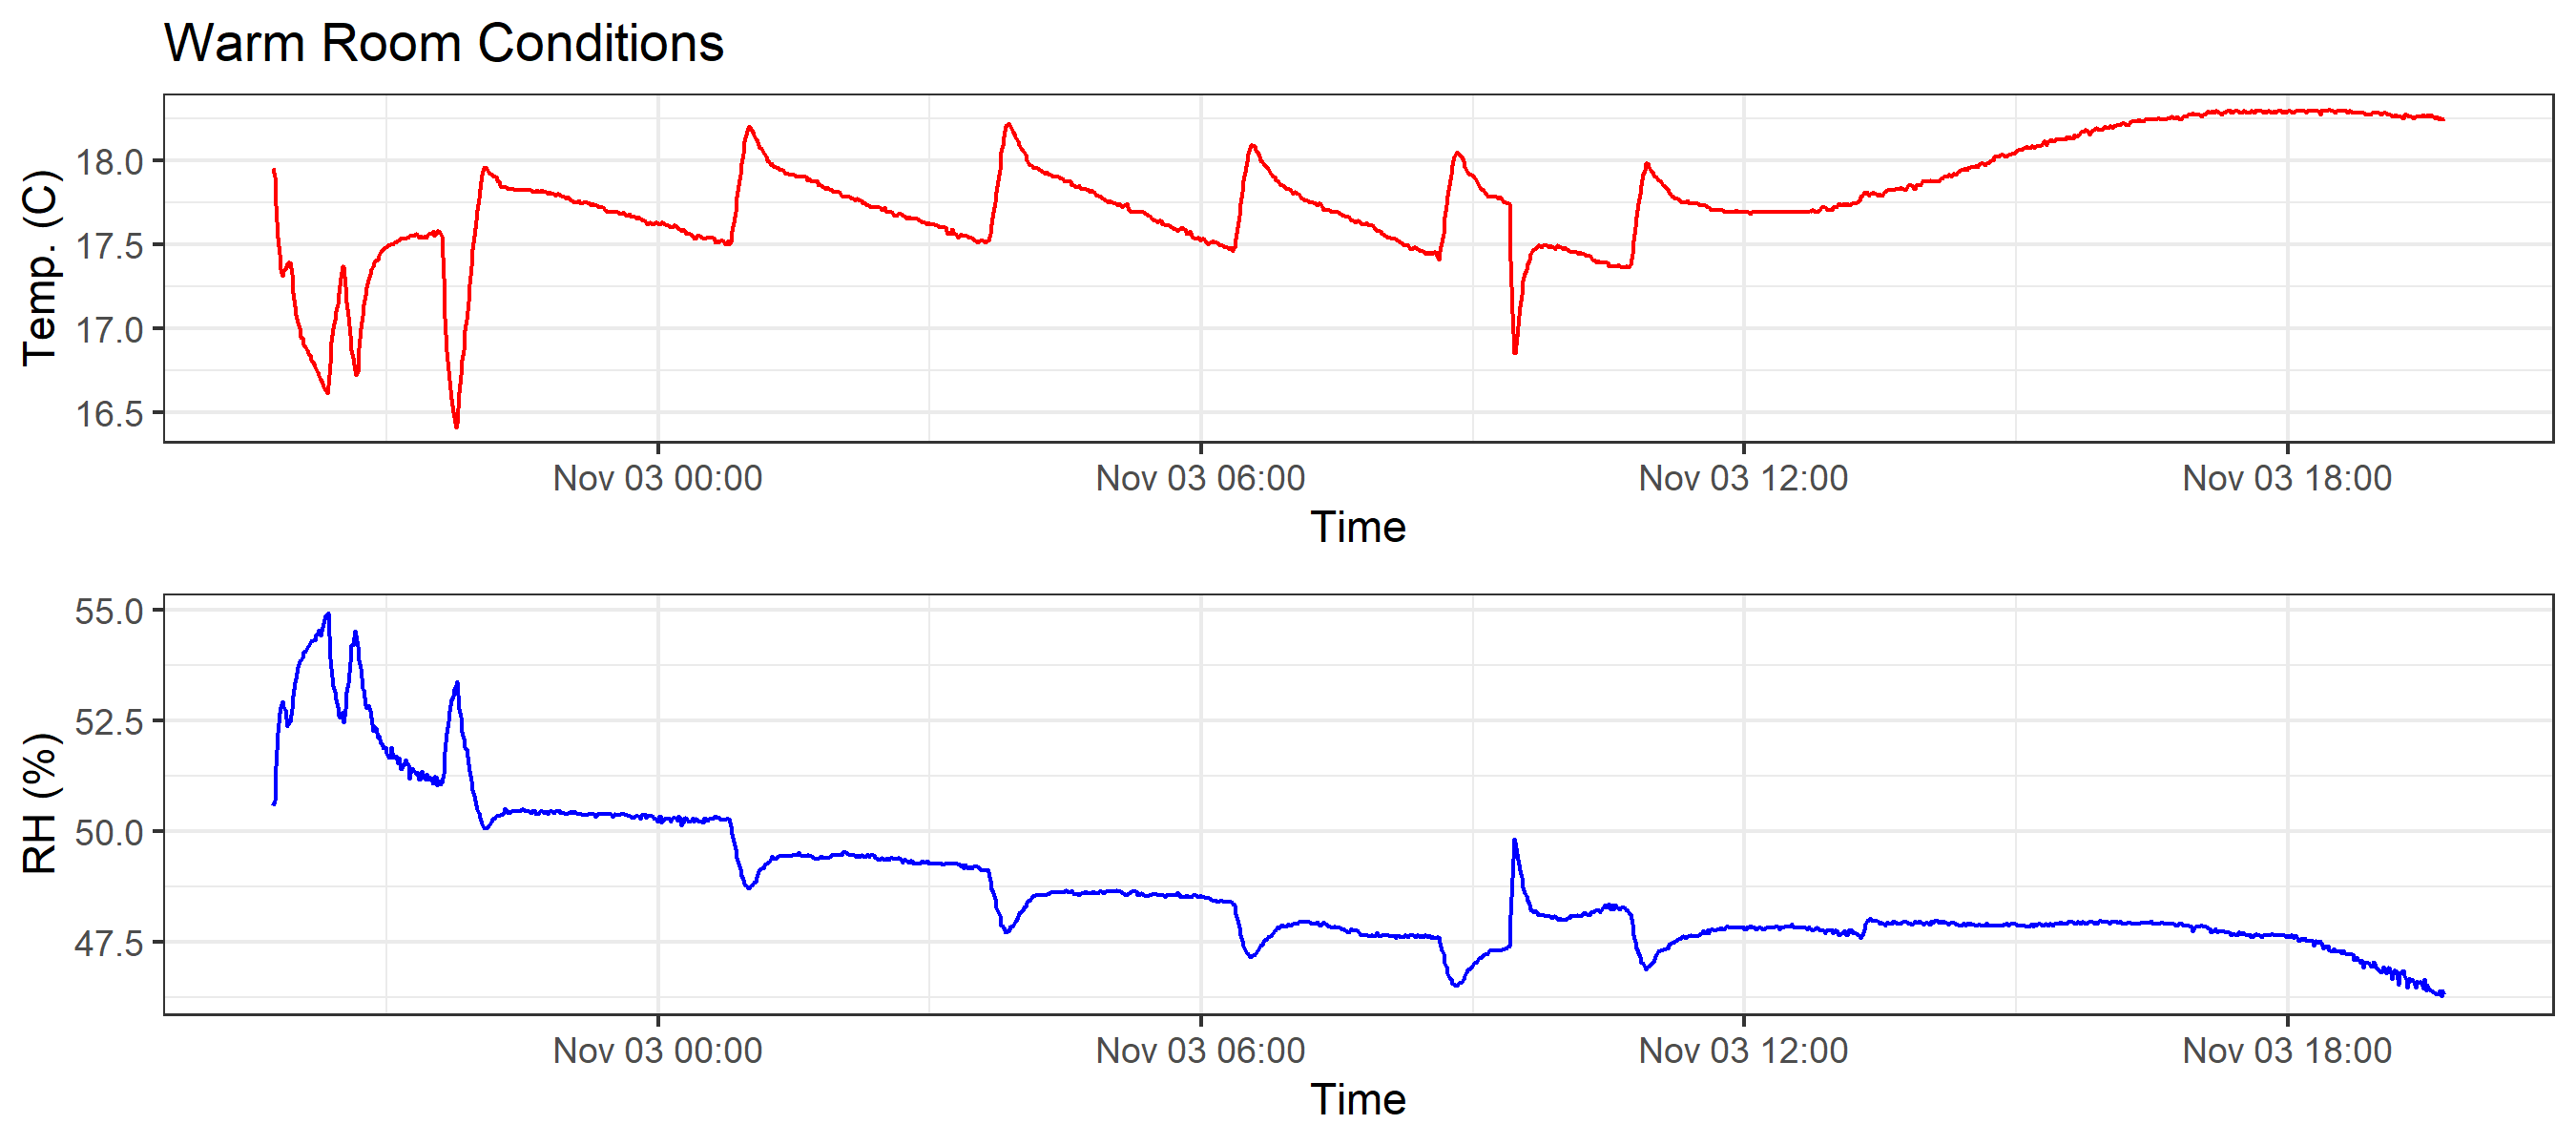 Warm Room Conditions
Temp. (C)
18.0
17.5
17.0
16.5
Nov 03 00:00 Nov 03 06:00 Nov 03 12:00 Nov 03 18:00
Time
RH (%)
55.0
52.5
50.0
47.5
Nov 03 00:00 Nov 03 06:00 Nov 03 12:00 Nov 03 18:00
Time